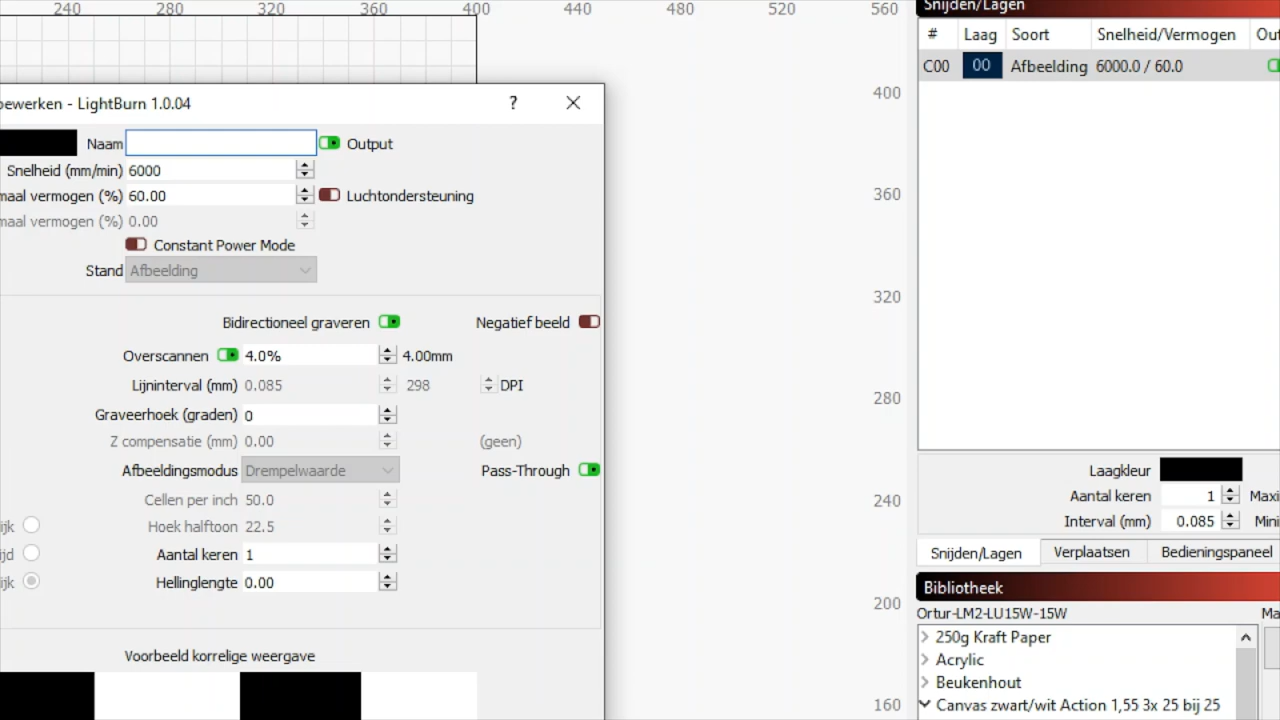 240 280 320 360 400 440 480 520 560
400
360
320
280
240
200
160
bewerken - LightBurn 1.0.04 ?
Naam Output
Snelheid (mm/min) 6000
maal vermogen (%) 60.00 Luchtondersteuning
maal vermogen (%) 0.00
Constant Power Mode
Stand Afbeelding
Bidirectioneel graveren Negatief beeld
Overscannen 4.0% 4.00mm
Lijninterval (mm) 0.085 298 DPI
Graveerhoek (graden) 0
Z compensatie (mm) 0.00 (geen)
Afbeeldingsmodus Drempelwaarde Pass-Through
Cellen per inch 50.0
ijk Hoek halftoon 22.5
jd Aantal keren 1
ijk Hellinglengte 0.00
Voorbeeld korrelige weergave
Snijden/Lagen
# Laag Soort Snelheid/Vermogen Out
C00 00 Afbeelding 6000.0 / 60.0
Laagkleur
Aantal keren 1 Maxi
Interval (mm) 0.085 Mini
Snijden/Lagen Verplaatsen Bedieningspaneel
Bibliotheek
Ortur-LM2-LU15W-15W Ma
250g Kraft Paper
Acrylic
Beukenhout
Canvas zwart/wit Action 1,55 3x 25 bij 25